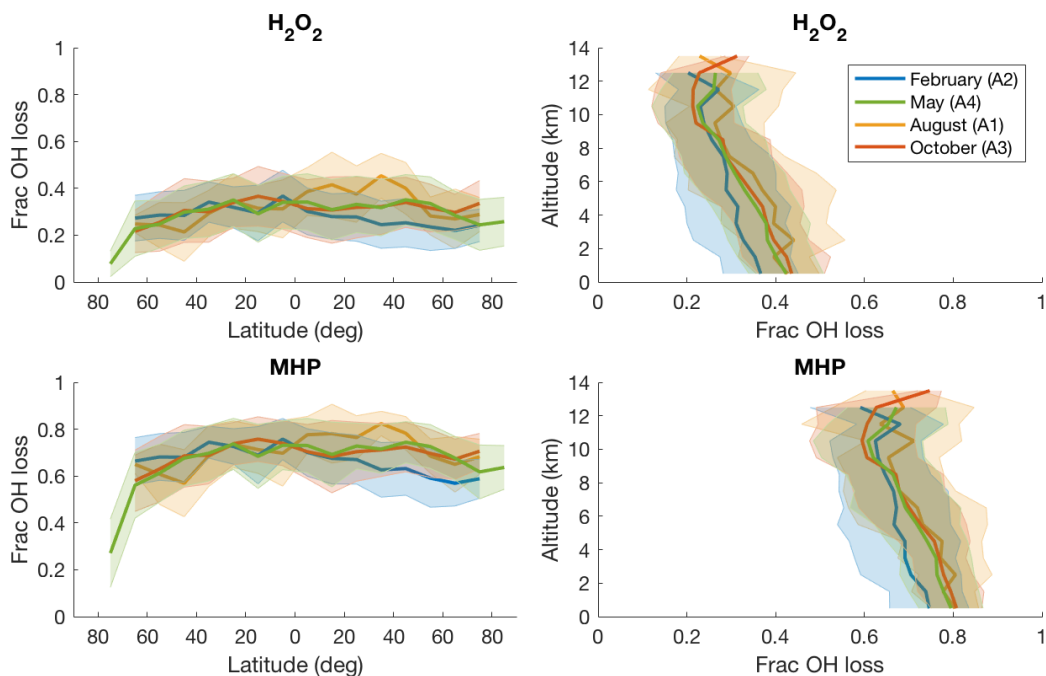 H2O2
Frac OH loss
1
0.8
0.6
0.4
0.2
0
80 60 40 20 0 20 40 60 80
Latitude (deg)
H2O2
Altitude (km)
14
12
10
8
6
4
2
0
0 0.2 0.4 0.6 0.8 1
Frac OH loss
February (A2)
May (A4)
August (A1)
October (A3)
MHP
Frac OH loss
1
0.8
0.6
0.4
0.2
0
80 60 40 20 0 20 40 60 80
Latitude (deg)
MHP
Altitude (km)
14
12
10
8
6
4
2
0
0 0.2 0.4 0.6 0.8 1
Frac OH loss